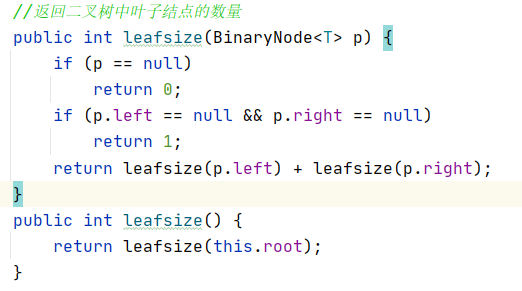 //返回二叉树中叶子结点的数量
public int leafsize(BinaryNode<T> p) {
    if (p == null)
        return 0;
    if (p.left == null && p.right == null)
        return 1;
    return leafsize(p.left) + leafsize(p.right);
}
public int leafsize() {
    return leafsize(this.root);
}